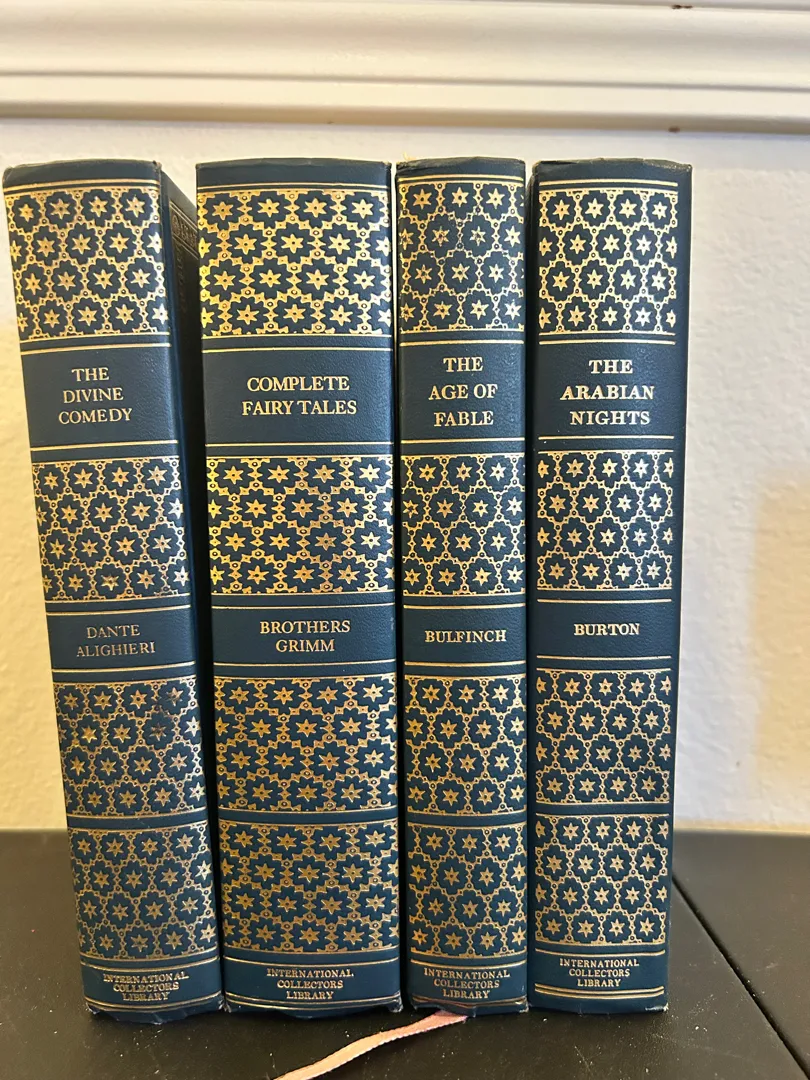 THE
DIVINE
COMEDY
DANTE
ALIGHIERI
INTERNATIONAL
COLLECTORS
LIBRARY
COMPLETE
FAIRY TALES
BROTHERS
GRIMM
INTERNATIONAL
COLLECTORS
LIBRARY
THE
AGE OF
FABLE
BULFINCH
INTERNATIONAL
COLLECTORS
LIBRARY
THE
ARABIAN
NIGHTS
BURTON
INTERNATIONAL
COLLECTORS
LIBRARY